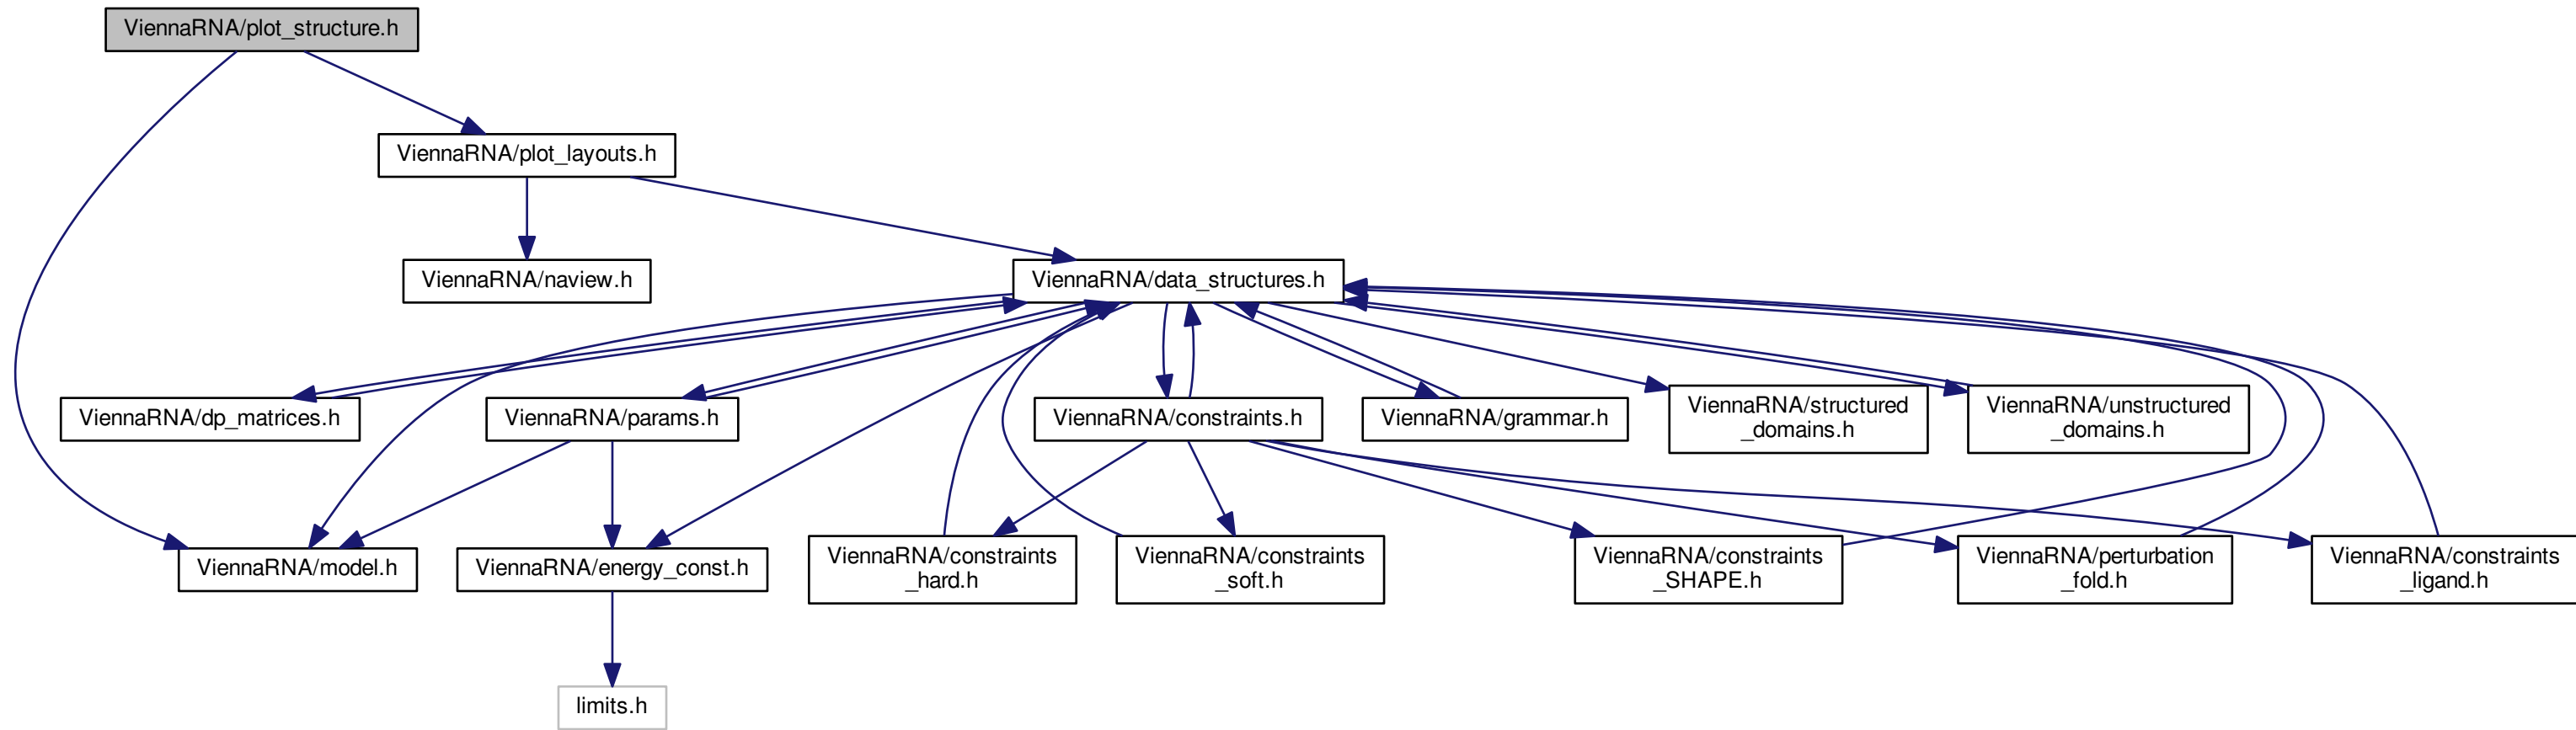 ViennaRNA/plot_structure.h
ViennaRNA/plot_layouts.h
ViennaRNA/naview.h
ViennaRNA/data_structures.h
ViennaRNA/dp_matrices.h
ViennaRNA/params.h
ViennaRNA/constraints.h
ViennaRNA/grammar.h
ViennaRNA/structured
_domains.h
ViennaRNA/unstructured
_domains.h
ViennaRNA/model.h
ViennaRNA/energy_const.h
ViennaRNA/constraints
_hard.h
ViennaRNA/constraints
_soft.h
ViennaRNA/constraints
_SHAPE.h
ViennaRNA/perturbation
_fold.h
ViennaRNA/constraints
_ligand.h
limits.h